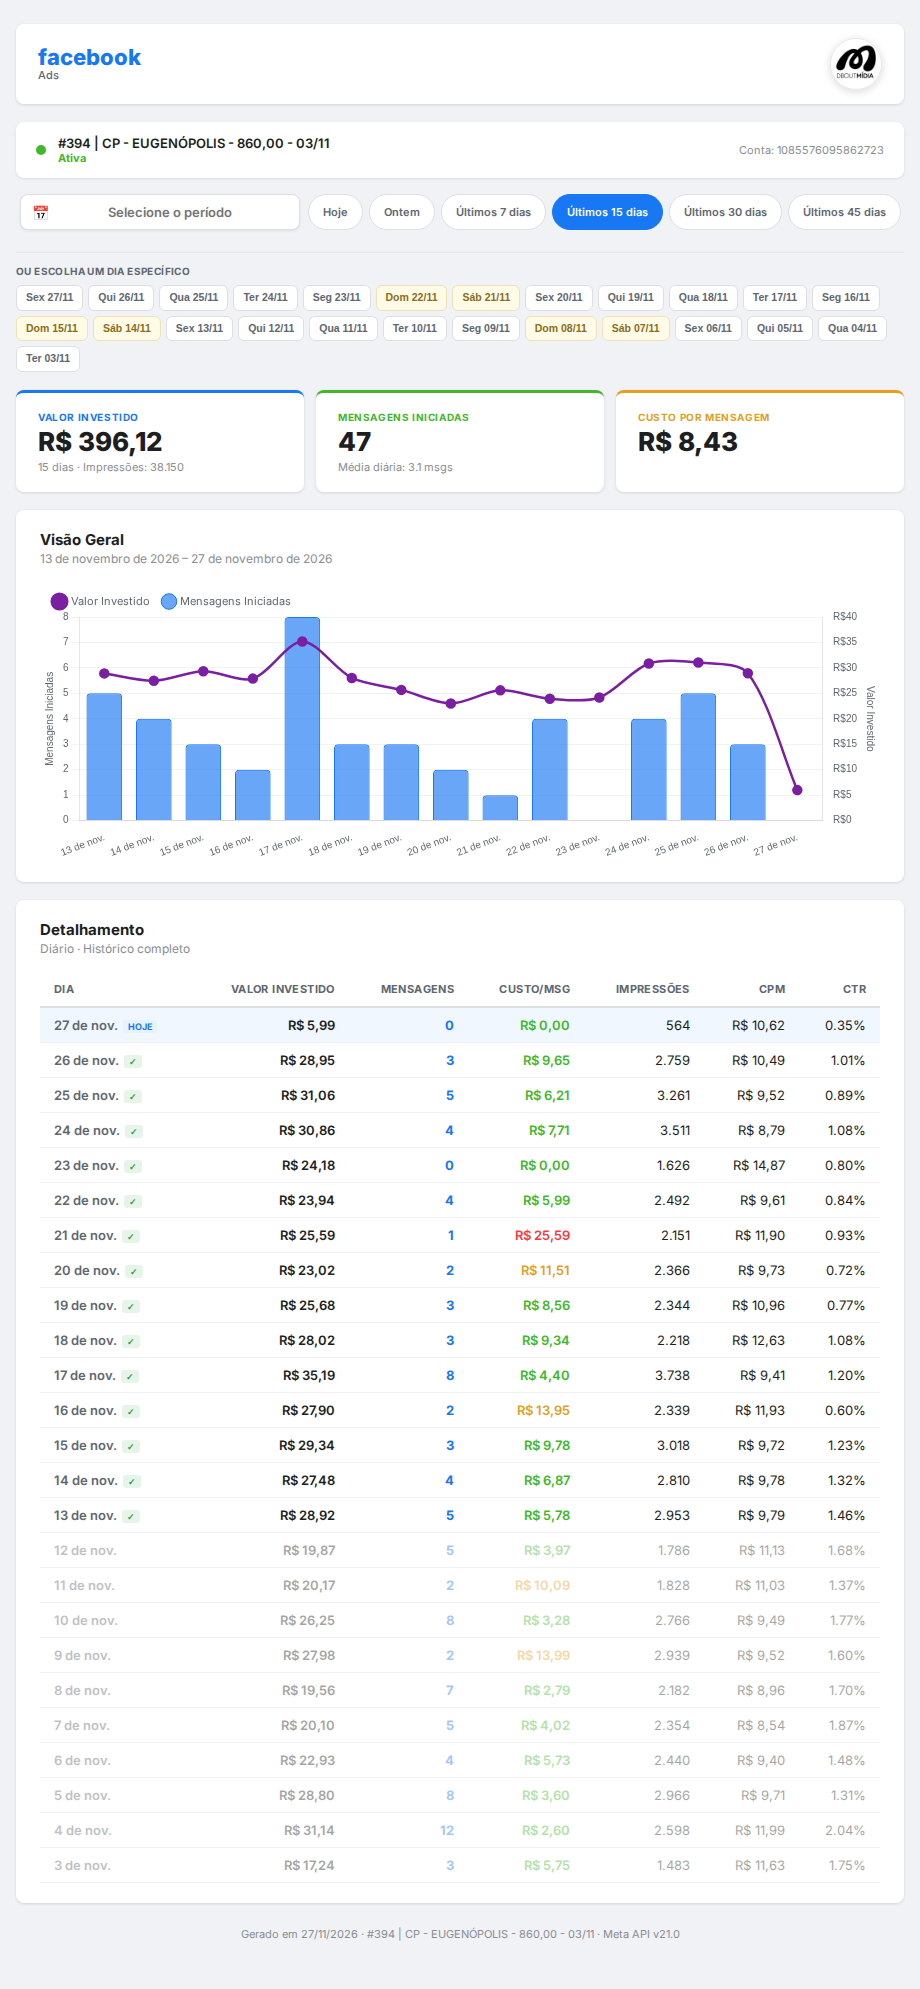 facebook
Ads
DBOUTMÍDIA
#394 | CP - EUGENÓPOLIS - 860,00 - 03/11
Ativa
Conta: 1085576095862723
Selecione o período
Hoje
Ontem
Últimos 7 dias
Últimos 15 dias
Últimos 30 dias
Últimos 45 dias
OU ESCOLHA UM DIA ESPECÍFICO
Sex 27/11 Qui 26/11 Qua 25/11 Ter 24/11 Seg 23/11 Dom 22/11 Sáb 21/11 Sex 20/11 Qui 19/11 Qua 18/11 Ter 17/11 Seg 16/11
Dom 15/11 Sáb 14/11 Sex 13/11 Qui 12/11 Qua 11/11 Ter 10/11 Seg 09/11 Dom 08/11 Sáb 07/11 Sex 06/11 Qui 05/11 Qua 04/11
Ter 03/11
VALOR INVESTIDO
R$ 396,12
15 dias · Impressões: 38.150
MENSAGENS INICIADAS
47
Média diária: 3.1 msgs
CUSTO POR MENSAGEM
R$ 8,43
Visão Geral
13 de novembro de 2026 – 27 de novembro de 2026
Valor Investido
Mensagens Iniciadas
8
7
6
5
4
3
2
1
0
Mensagens Iniciadas
R$40
R$35
R$30
R$25
R$20
R$15
R$10
R$5
R$0
Valor Investido
13 de nov. 14 de nov. 15 de nov. 16 de nov. 17 de nov. 18 de nov. 19 de nov. 20 de nov. 21 de nov. 22 de nov. 23 de nov. 24 de nov. 25 de nov. 26 de nov. 27 de nov.
Detalhamento
Diário · Histórico completo
DIA VALOR INVESTIDO MENSAGENS CUSTO/MSG IMPRESSÕES CPM CTR
27 de nov. HOJE R$ 5,99 0 R$ 0,00 564 R$ 10,62 0.35%
26 de nov. ✓ R$ 28,95 3 R$ 9,65 2.759 R$ 10,49 1.01%
25 de nov. ✓ R$ 31,06 5 R$ 6,21 3.261 R$ 9,52 0.89%
24 de nov. ✓ R$ 30,86 4 R$ 7,71 3.511 R$ 8,79 1.08%
23 de nov. ✓ R$ 24,18 0 R$ 0,00 1.626 R$ 14,87 0.80%
22 de nov. ✓ R$ 23,94 4 R$ 5,99 2.492 R$ 9,61 0.84%
21 de nov. ✓ R$ 25,59 1 R$ 25,59 2.151 R$ 11,90 0.93%
20 de nov. ✓ R$ 23,02 2 R$ 11,51 2.366 R$ 9,73 0.72%
19 de nov. ✓ R$ 25,68 3 R$ 8,56 2.344 R$ 10,96 0.77%
18 de nov. ✓ R$ 28,02 3 R$ 9,34 2.218 R$ 12,63 1.08%
17 de nov. ✓ R$ 35,19 8 R$ 4,40 3.738 R$ 9,41 1.20%
16 de nov. ✓ R$ 27,90 2 R$ 13,95 2.339 R$ 11,93 0.60%
15 de nov. ✓ R$ 29,34 3 R$ 9,78 3.018 R$ 9,72 1.23%
14 de nov. ✓ R$ 27,48 4 R$ 6,87 2.810 R$ 9,78 1.32%
13 de nov. ✓ R$ 28,92 5 R$ 5,78 2.953 R$ 9,79 1.46%
12 de nov. R$ 19,87 5 R$ 3,97 1.786 R$ 11,13 1.68%
11 de nov. R$ 20,17 2 R$ 10,09 1.828 R$ 11,03 1.37%
10 de nov. R$ 26,25 8 R$ 3,28 2.766 R$ 9,49 1.77%
9 de nov. R$ 27,98 2 R$ 13,99 2.939 R$ 9,52 1.60%
8 de nov. R$ 19,56 7 R$ 2,79 2.182 R$ 8,96 1.70%
7 de nov. R$ 20,10 5 R$ 4,02 2.354 R$ 8,54 1.87%
6 de nov. R$ 22,93 4 R$ 5,73 2.440 R$ 9,40 1.48%
5 de nov. R$ 28,80 8 R$ 3,60 2.966 R$ 9,71 1.31%
4 de nov. R$ 31,14 12 R$ 2,60 2.598 R$ 11,99 2.04%
3 de nov. R$ 17,24 3 R$ 5,75 1.483 R$ 11,63 1.75%
Gerado em 27/11/2026 · #394 | CP - EUGENÓPOLIS - 860,00 - 03/11 · Meta API v21.0